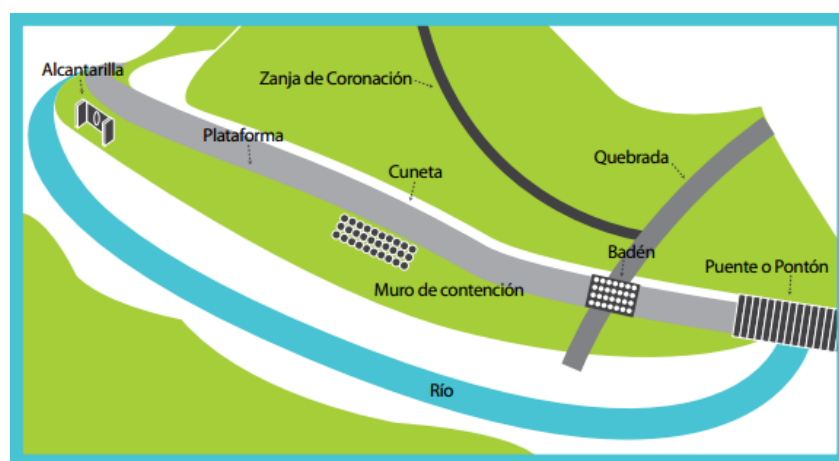 Alcantarilla
Zanja de Coronación
Plataforma
Quebrada
Cuneta
Badén
Puente o Pontón
Muro de contención
Río